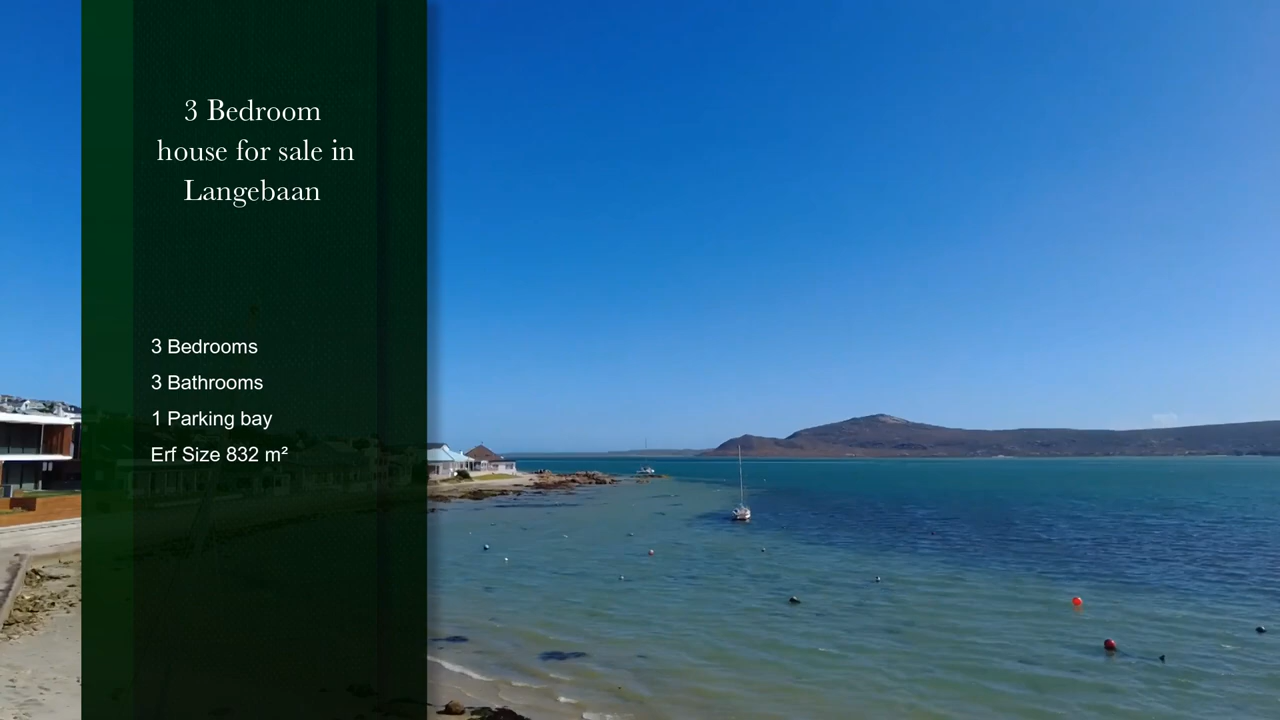 3 Bedroom
house for sale in
Langebaan
3 Bedrooms
3 Bathrooms
1 Parking bay
Erf Size 832 m²